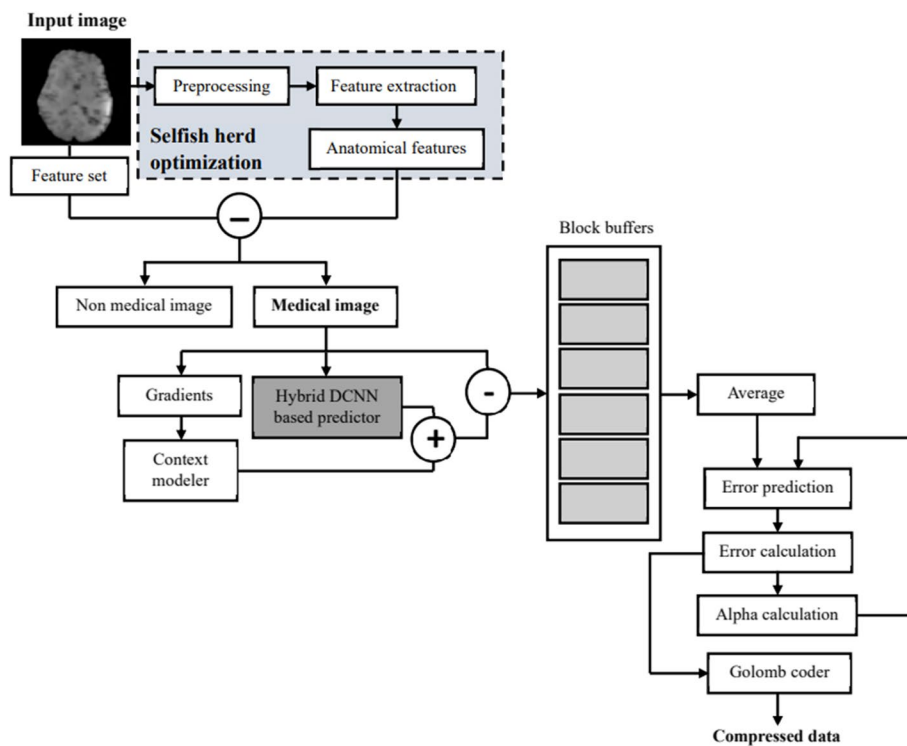 Input image
Preprocessing
Feature extraction
Selfish herd
optimization
Anatomical features
Feature set
−
Block buffers
Non medical image
Medical image
Gradients
Hybrid DCNN
based predictor
-
+
Context
modeler
Average
Error prediction
Error calculation
Alpha calculation
Golomb coder
Compressed data